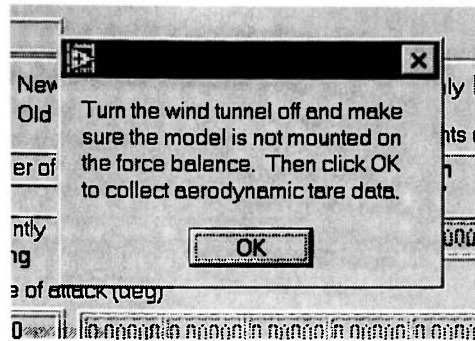 New
Old
Turn the wind tunnel off and make
sure the model is not mounted on
the force balence. Then click OK
to collect aerodynamic tare data.
OK
er of
ntly
ng
e of attack (deg)